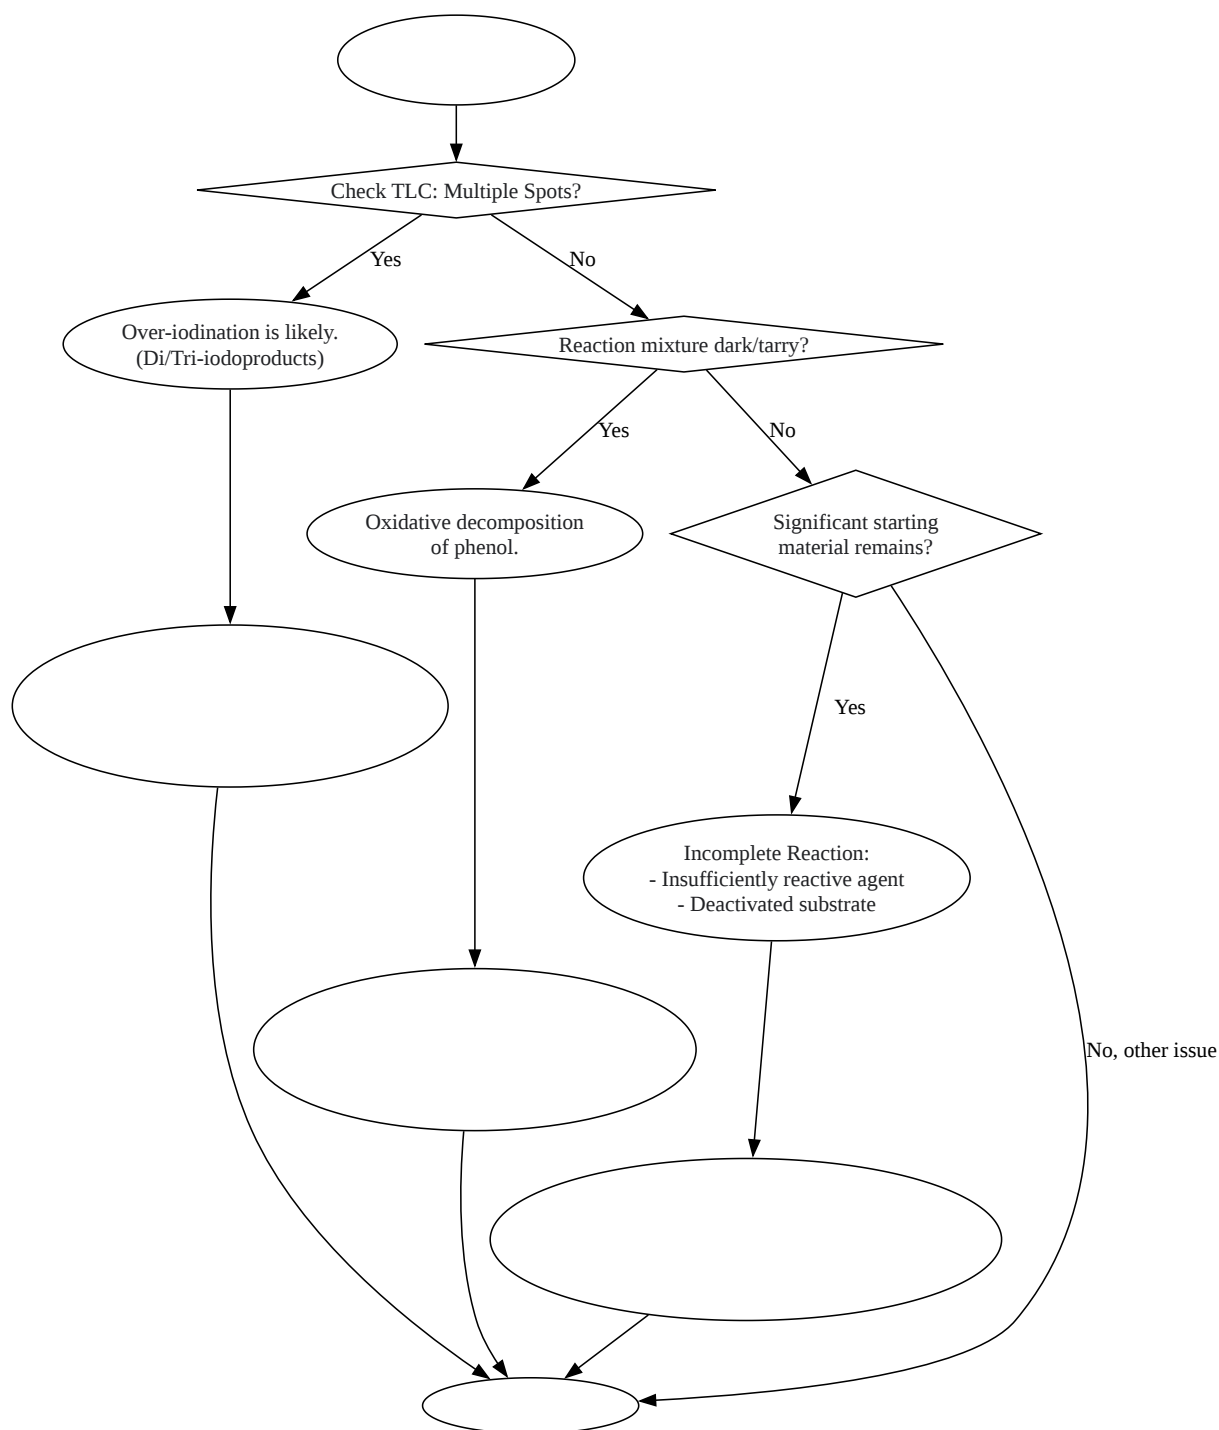 Check TLC: Multiple Spots?
Yes
No
Over-iodination is likely.
(Di/Tri-iodoproducts)
Reaction mixture dark/tarry?
Yes
No
Oxidative decomposition
of phenol.
Significant starting
material remains?
Yes
Incomplete Reaction:
- Insufficiently reactive agent
- Deactivated substrate
No, other issue